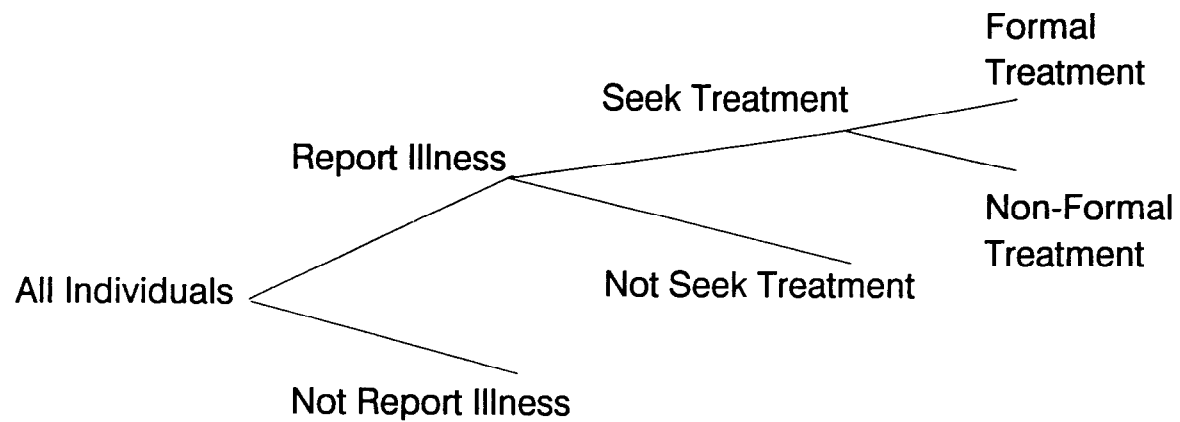 Formal
Treatment
Seek Treatment
Report Illness
Non-Formal
Treatment
All Individuals
Not Seek Treatment
Not Report Illness